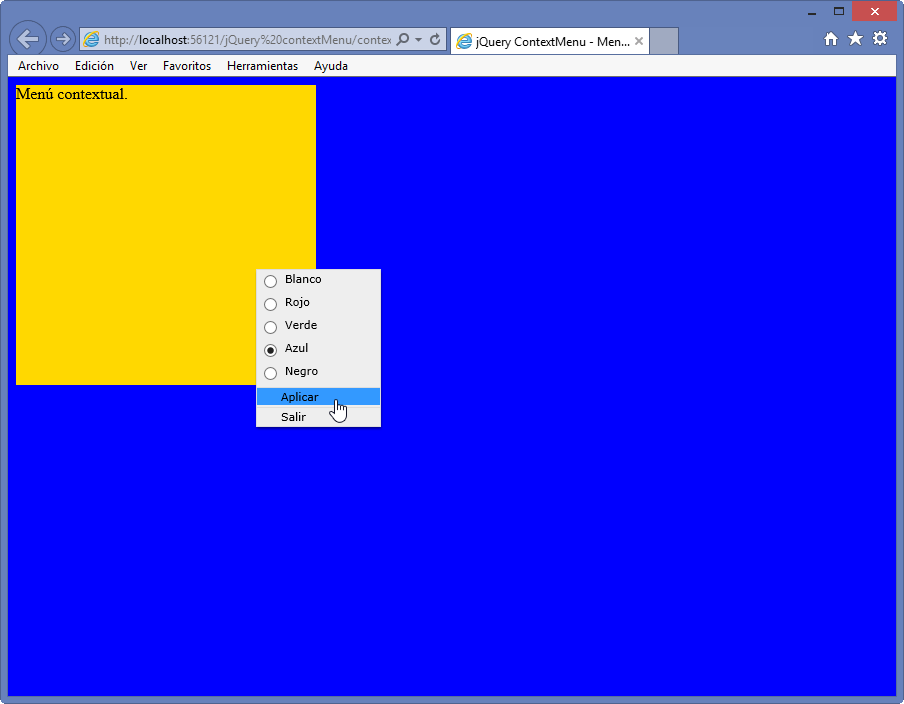 http://localhost:56121/jQuery%20contextMenu/contex
jQuery ContextMenu - Men...
Archivo Edición Ver Favoritos Herramientas Ayuda
Menú contextual.
Blanco
Rojo
Verde
Azul
Negro
Aplicar
Salir